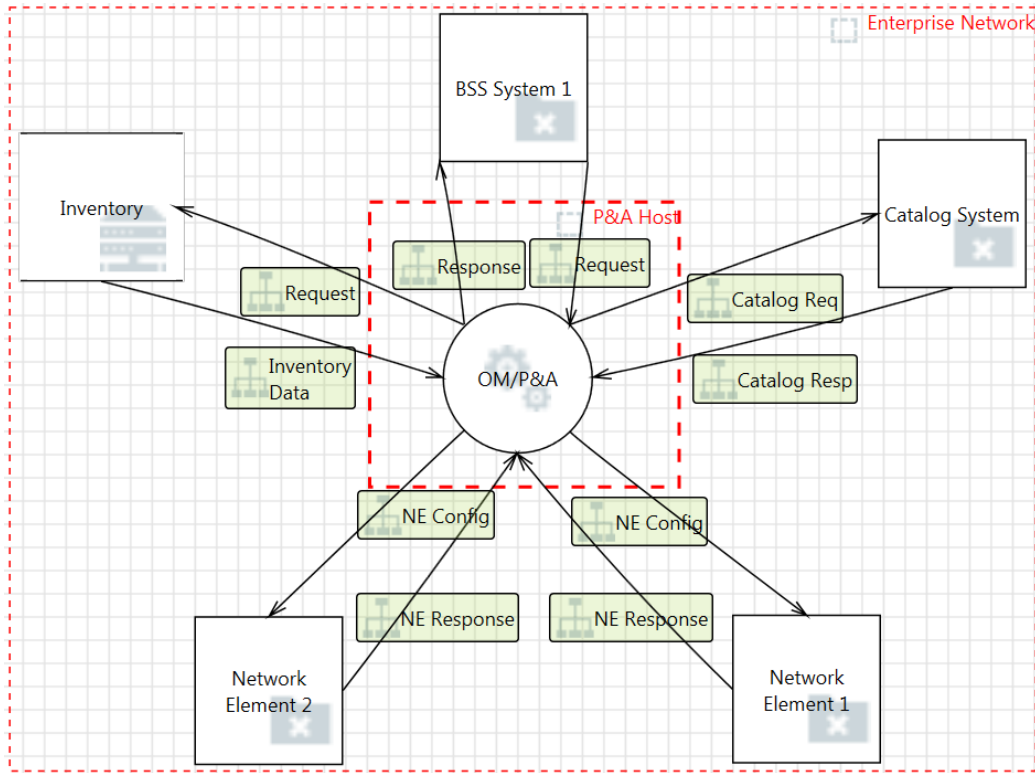 Enterprise Network
BSS System 1
Inventory
P&A Host
Catalog System
Response
Request
Request
Catalog Req
Inventory
Data
OM/P&A
Catalog Resp
NE Config
NE Config
NE Response
NE Response
Network
Element 2
Network
Element 1